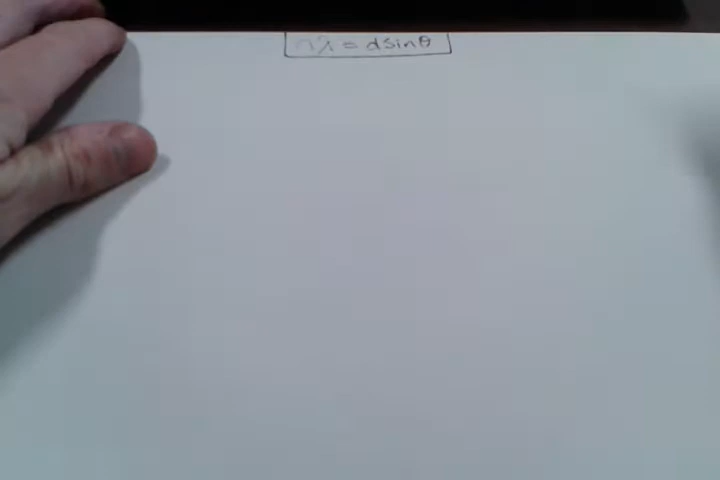 nλ = dsinθ